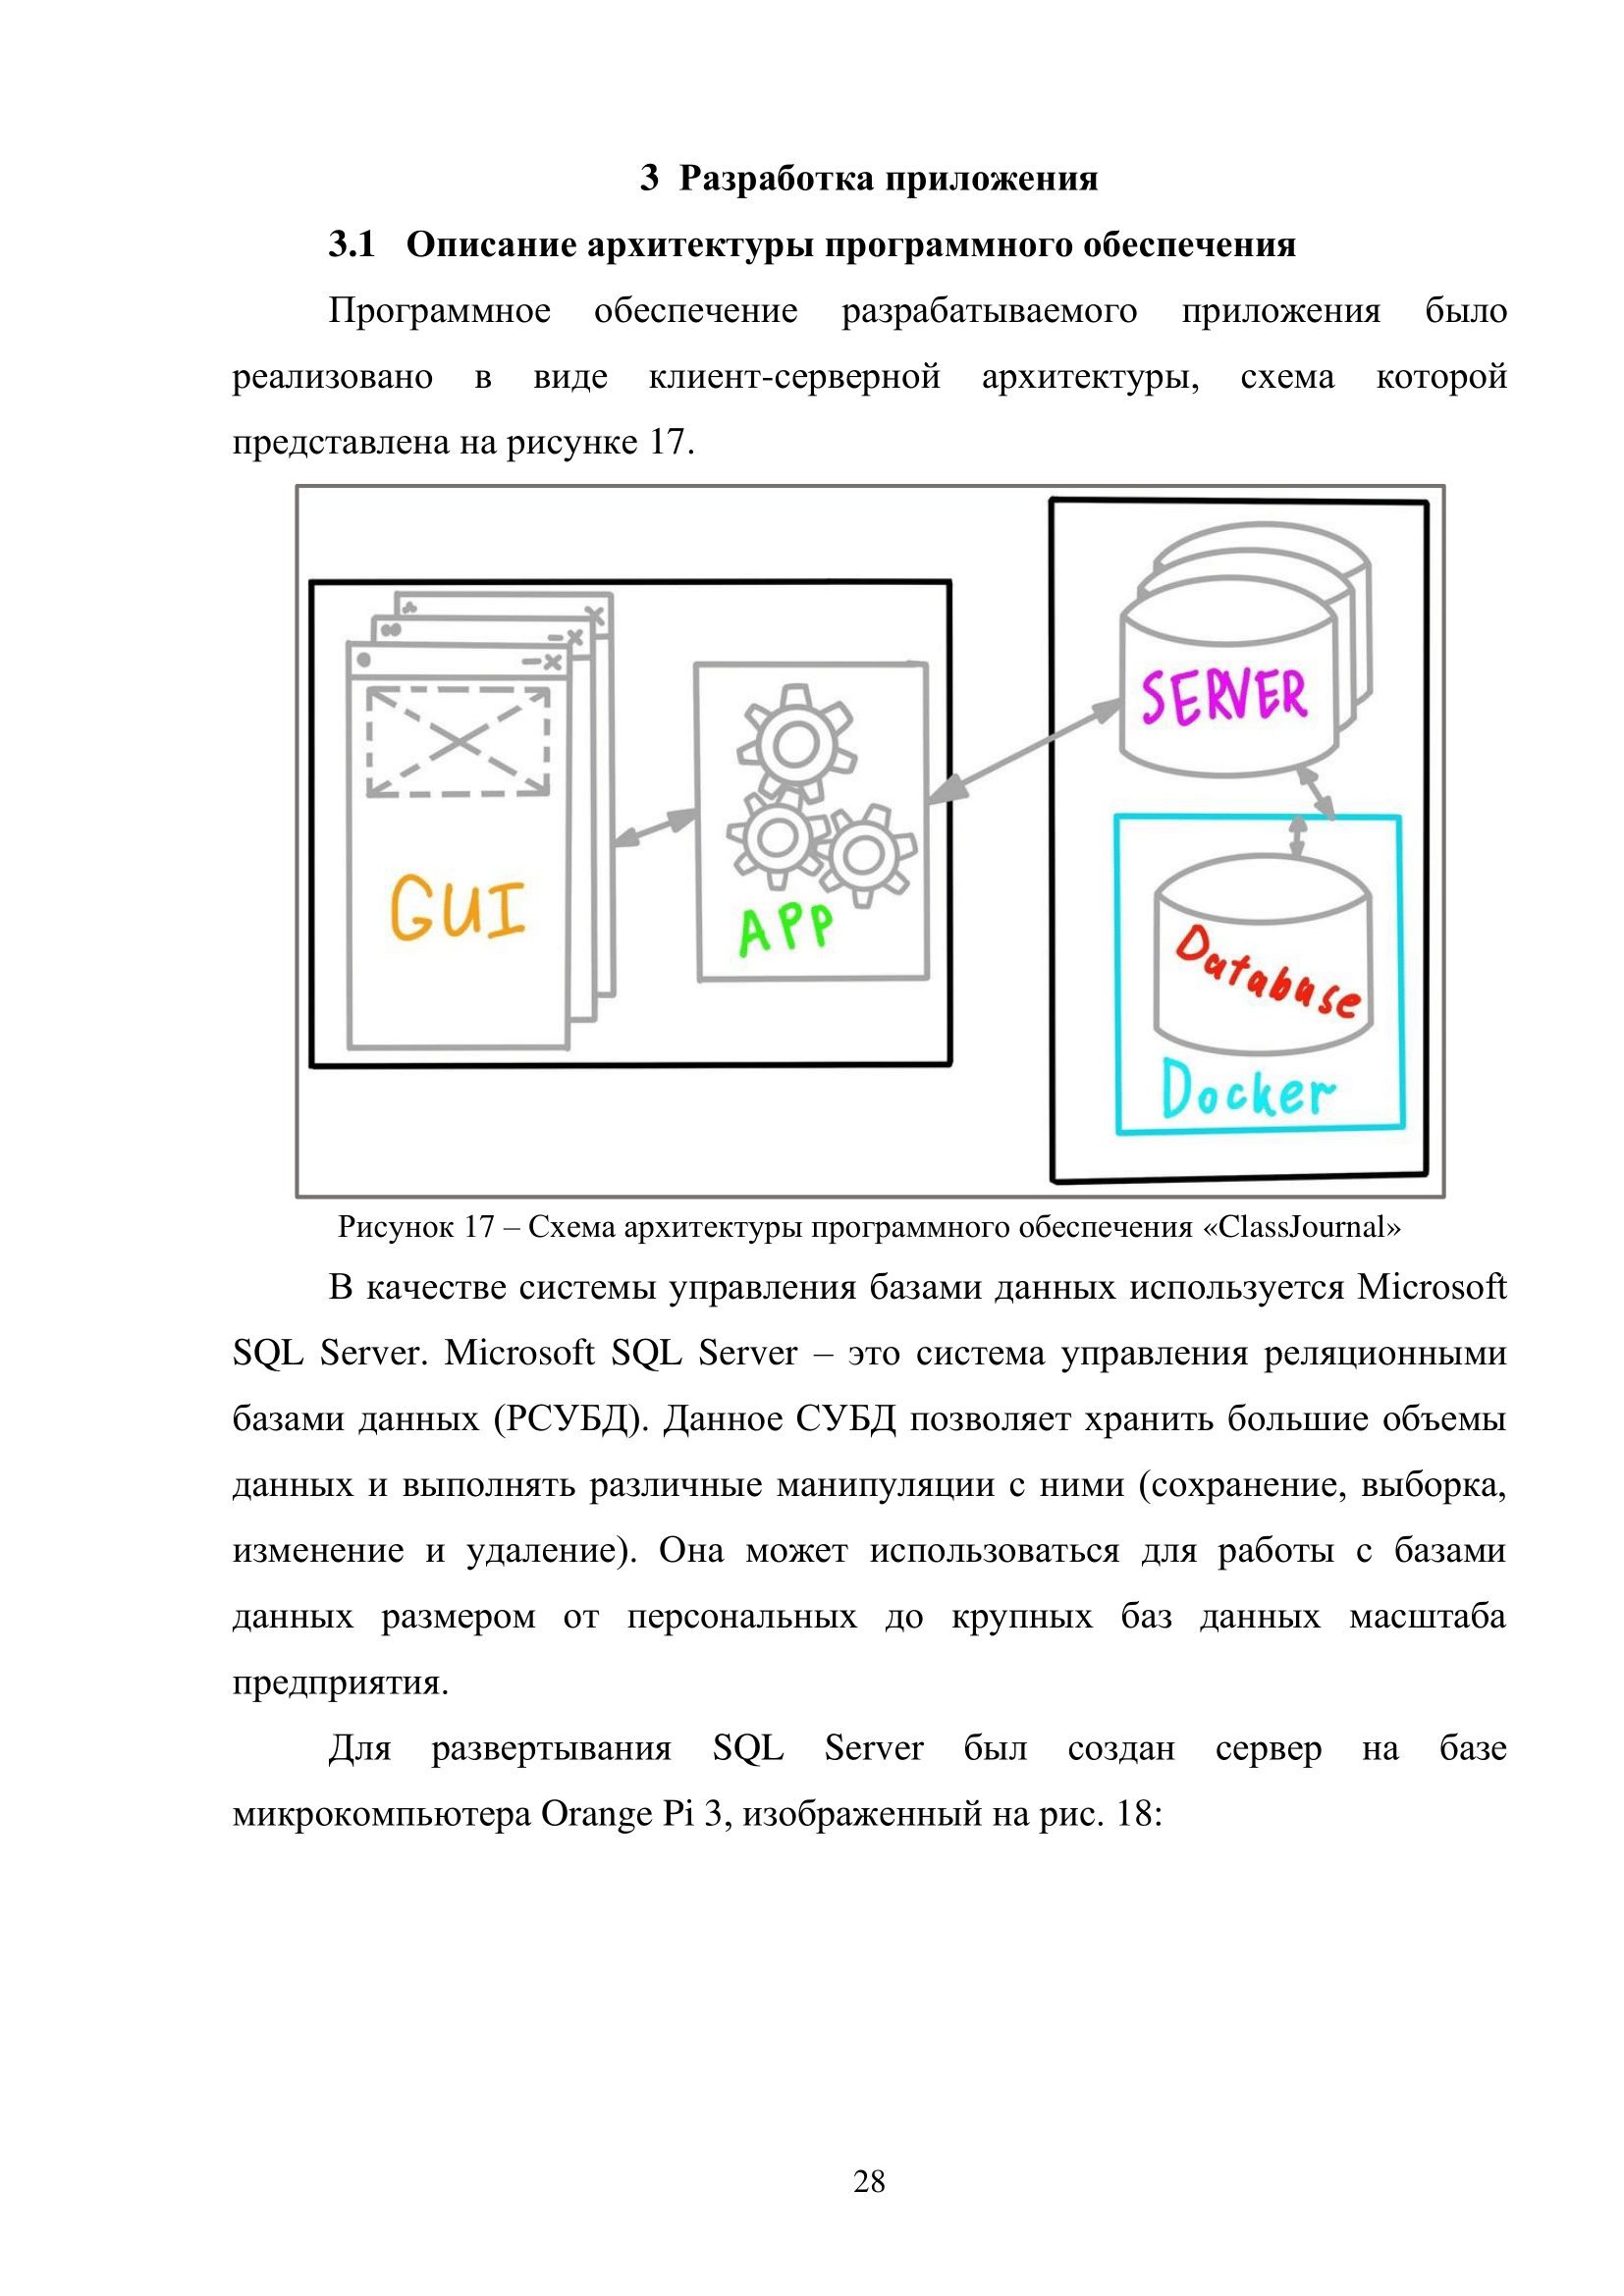 3 Разработка приложения
3.1 Описание архитектуры программного обеспечения
Программное обеспечение разрабатываемого приложения было
реализовано в виде клиент-серверной архитектуры, схема которой
представлена на рисунке 17.
GUI
APP
SERVER
Database
Docker
Рисунок 17 – Схема архитектуры программного обеспечения «ClassJournal»
В качестве системы управления базами данных используется Microsoft
SQL Server. Microsoft SQL Server – это система управления реляционными
базами данных (РСУБД). Данное СУБД позволяет хранить большие объемы
данных и выполнять различные манипуляции с ними (сохранение, выборка,
изменение и удаление). Она может использоваться для работы с базами
данных размером от персональных до крупных баз данных масштаба
предприятия.
Для развертывания SQL Server был создан сервер на базе
микрокомпьютера Orange Pi 3, изображенный на рис. 18:
28